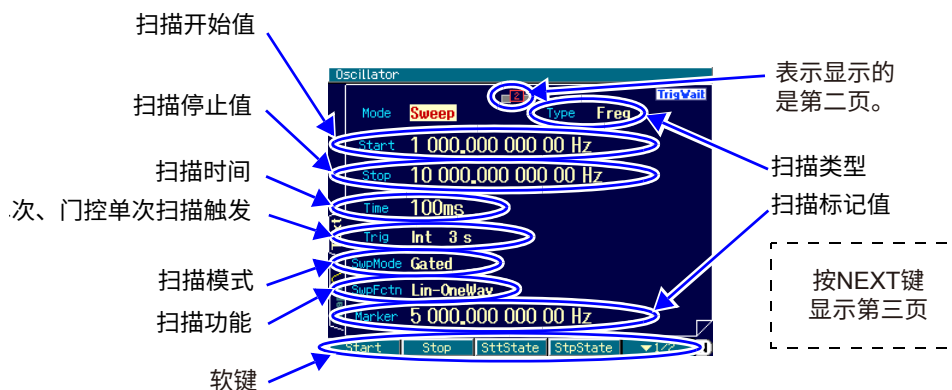 扫描开始值
扫描停止值
扫描时间
次、门控单次扫描触发
扫描模式
扫描功能
软键
Oscillator
2
TrigWait
Mode Sweep Type Freq
Start 1 000.000 000 00 Hz
Stop 10 000.000 000 00 Hz
Time 100ms
Trig Int 3 s
SwpMode Gated
SwpFctn Lin-OneWay
Marker 5 000.000 000 00 Hz
Start Stop SttState StpState ▼1/2
表示显示的
是第二页。
扫描类型
扫描标记值
按NEXT键
显示第三页